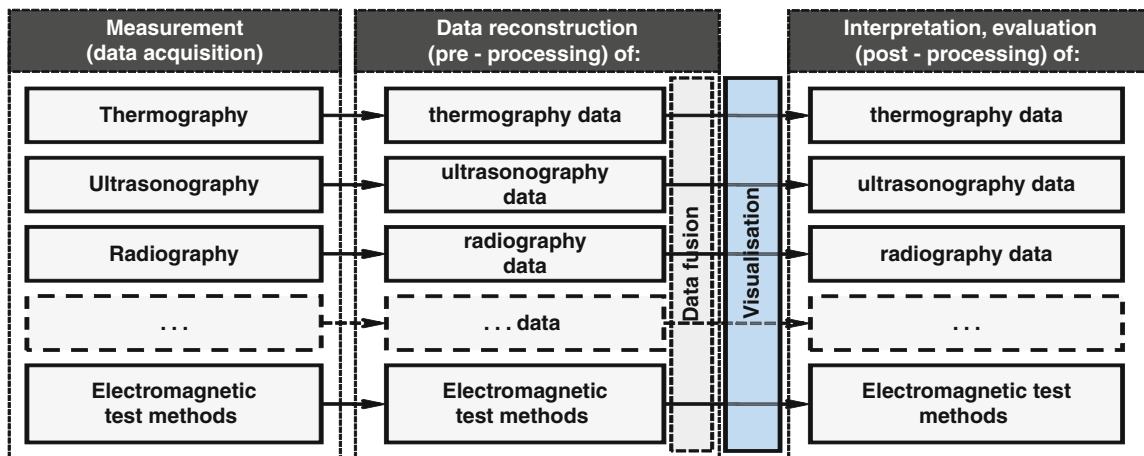 Measurement
(data acquisition)
Data reconstruction
(pre - processing) of:
Interpretation, evaluation
(post - processing) of:
Thermography
thermography data
thermography data
Ultrasonography
ultrasonography
data
ultrasonography data
Radiography
radiography
data
radiography data
. . .
. . . data
. . .
Electromagnetic
test methods
Electromagnetic
test methods
Electromagnetic test
methods
Data fusion
Visualisation